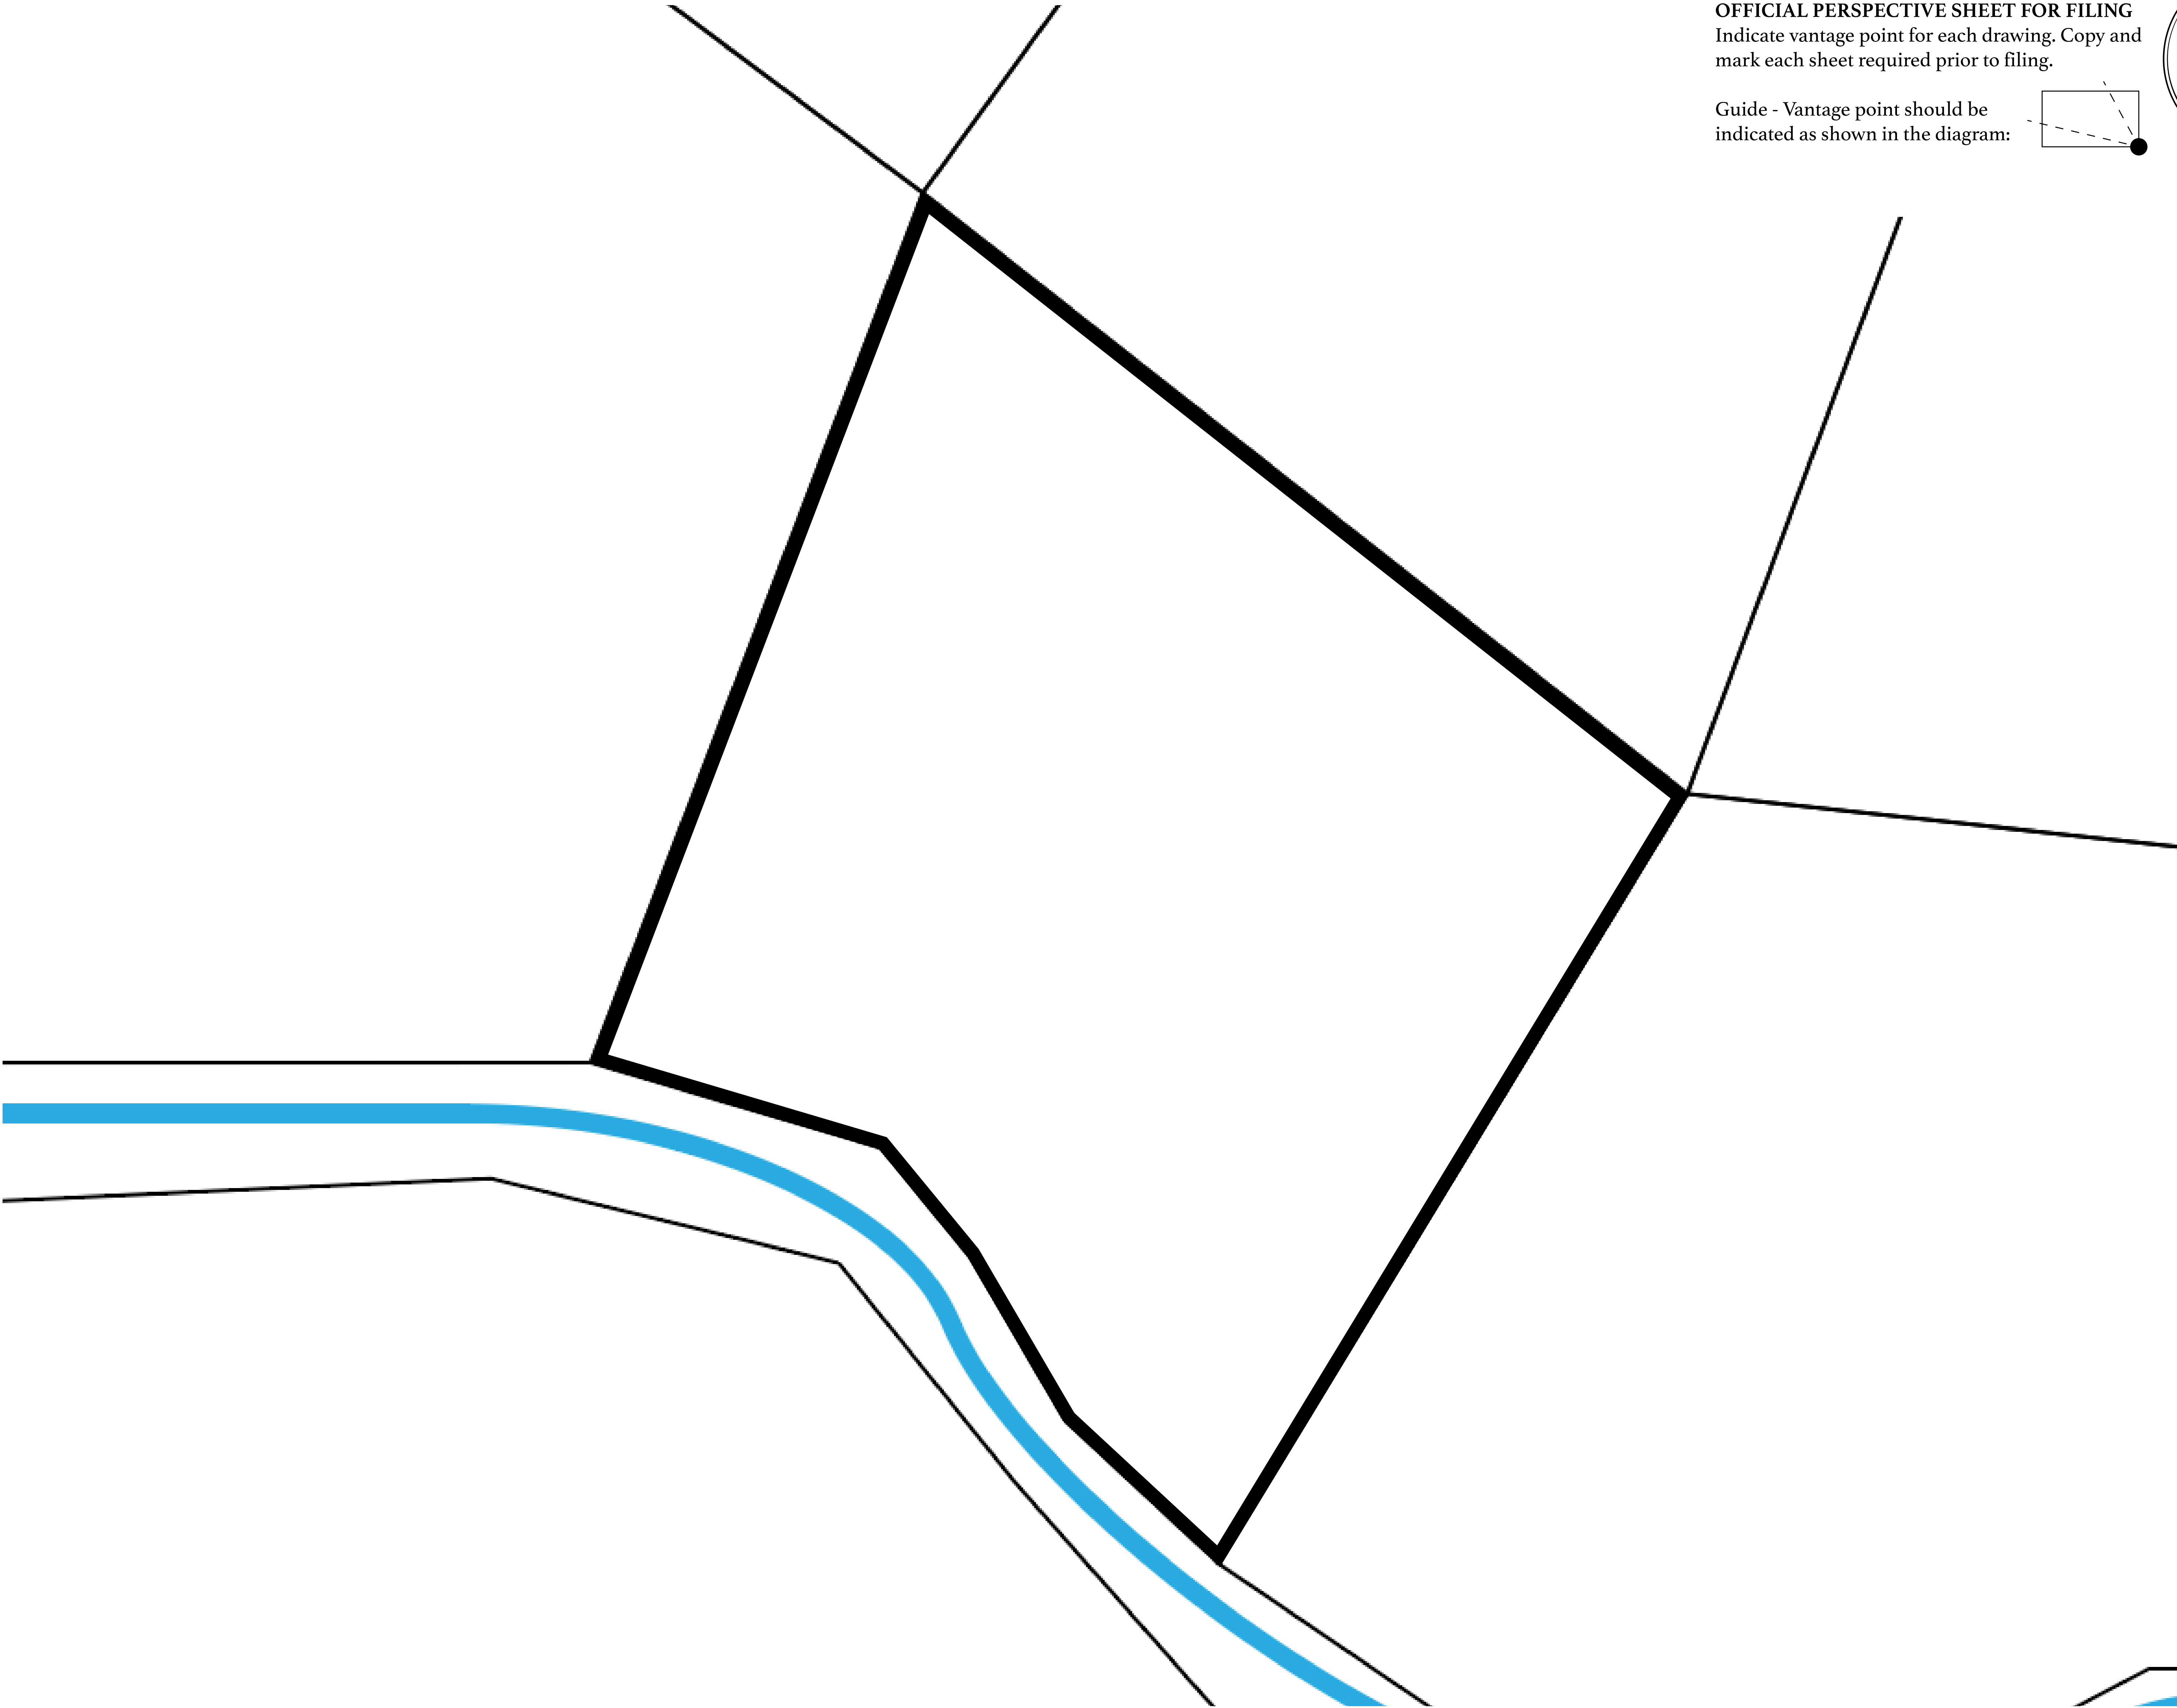 OFFICIAL PERSPECTIVE SHEET FOR FILING
Indicate vantage point for each drawing. Copy and
mark each sheet required prior to filing.
Guide - Vantage point should be
indicated as shown in the diagram: